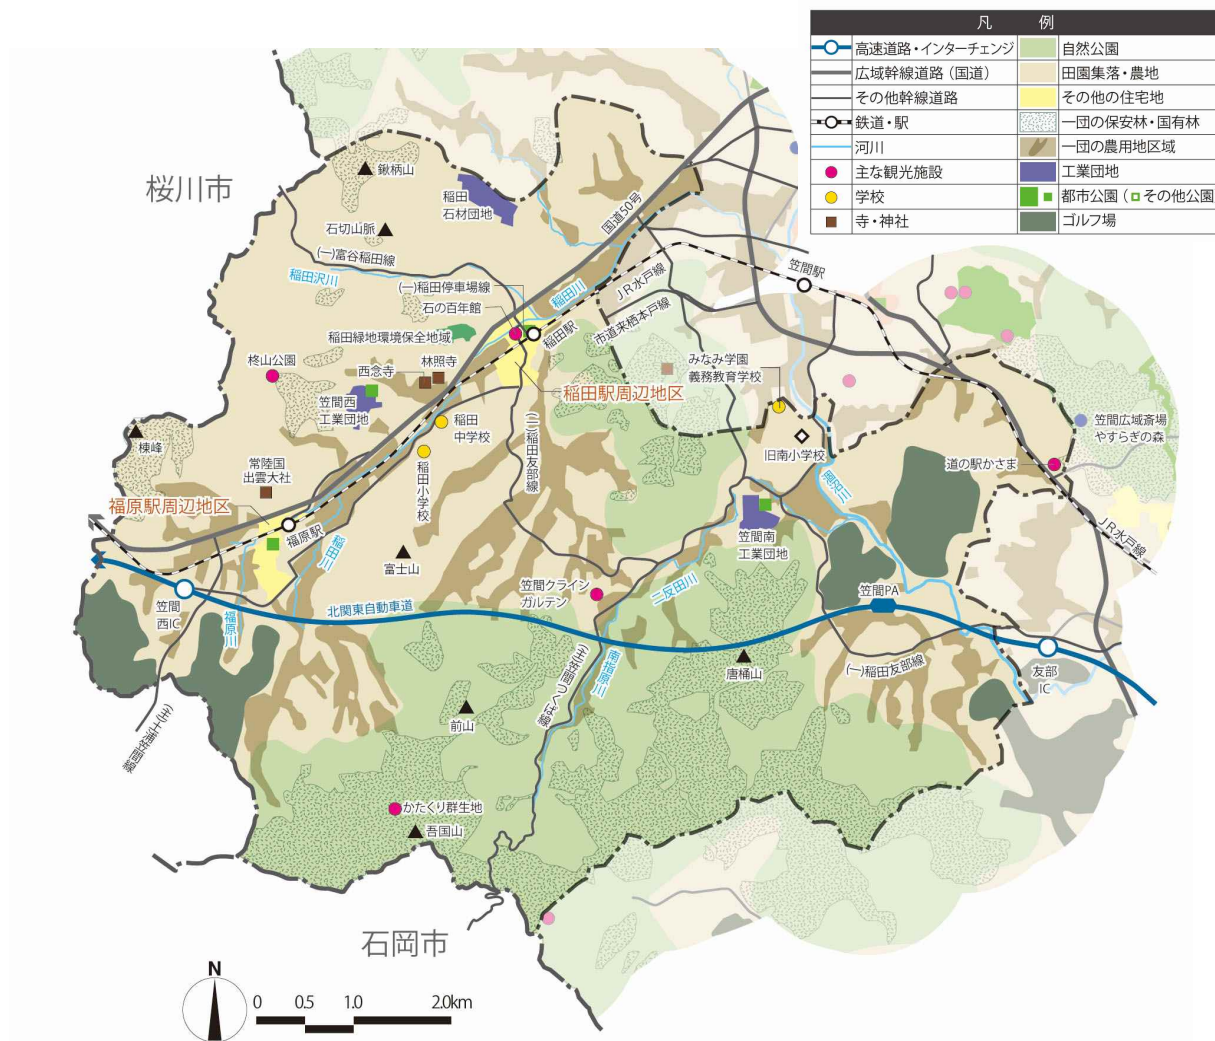 凡 例
高速道路・インターチェンジ
自然公園
広域幹線道路（国道）
田園集落・農地
その他幹線道路
その他の住宅地
鉄道・駅
一団の保安林・国有林
河川
一団の農用地区域
主な観光施設
工業団地
学校
都市公園（ その他公園
寺・神社
ゴルフ場
桜川市
鍬柄山
稲田
石材団地
国道50号
石切山脈
(一)富谷稲田線
稲田沢川
(一)稲田停車場線
石の百年館
稲田川
稲田駅
JR水戸線
市道来栖本戸線
笠間駅
稲田緑地環境保全地域
柊山公園
西念寺
林照寺
稲田駅周辺地区
みなみ学園
義務教育学校
笠間西
工業団地
稲田
中学校
稲田小学校
(一)稲田友部線
旧南小学校
笠間広域斎場
やすらぎの森
道の駅かさま
棟峰
常陸国
出雲大社
福原駅周辺地区
福原駅
稲田川
富士山
涸沼川
笠間南
工業団地
JR水戸線
笠間
西IC
福原川
北関東自動車道
笠間クライン
ガルテン
二反田川
笠間PA
(主)笠間つくば線
南指原川
唐桶山
(一)稲田友部線
友部
IC
(主)土浦笠間線
前山
かたくり群生地
吾国山
石岡市
N
0 0.5 1.0 2.0km